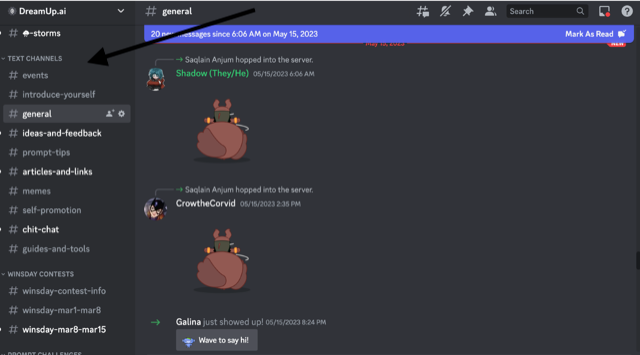 DreamUp.ai
-storms
TEXT CHANNELS
events
introduce-yourself
general
ideas-and-feedback
prompt-tips
articles-and-links
memes
self-promotion
chit-chat
guides-and-tools
WINSDAY CONTESTS
winsday-contest-info
winsday-mar1-mar8
winsday-mar8-mar15
PROMPT CHALLENGES
general
Search
20 new messages since 6:06 AM on May 15, 2023
Mark As Read
May 15, 2023
NEW
Saqlain Anjum hopped into the server.
Shadow (They/He) 05/15/2023 6:06 AM
Saqlain Anjum hopped into the server.
CrowtheCorvid 05/15/2023 2:35 PM
Galina just showed up! 05/15/2023 8:24 PM
Wave to say hi!